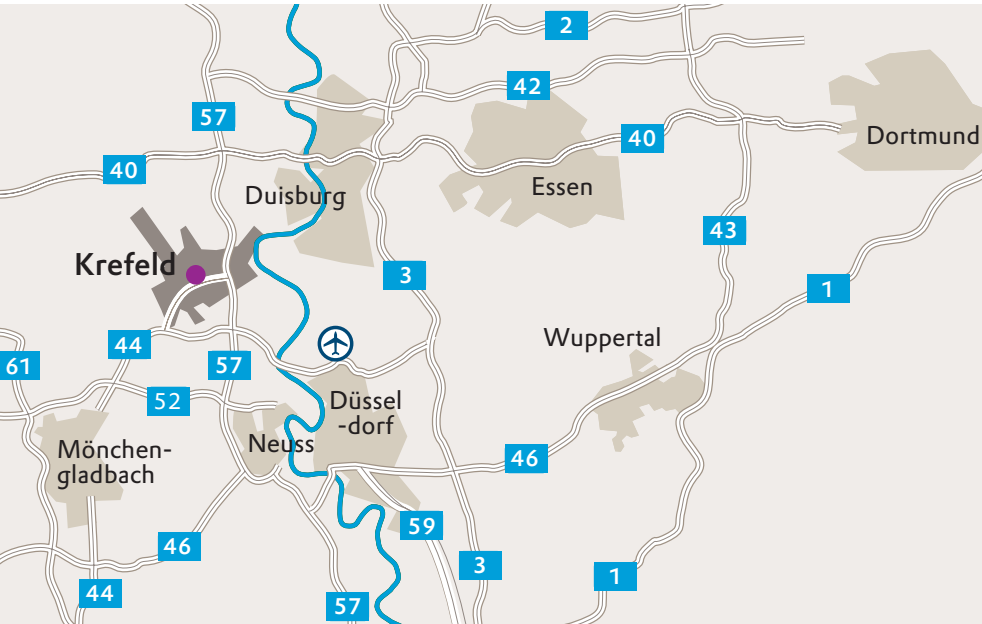 2
42
57
40
Dortmund
40
Duisburg
Essen
43
Krefeld
3
1
44
Wuppertal
61
57
52
Düssel
-dorf
Neuss
Mönchen-
gladbach
46
59
46
3
1
44
57